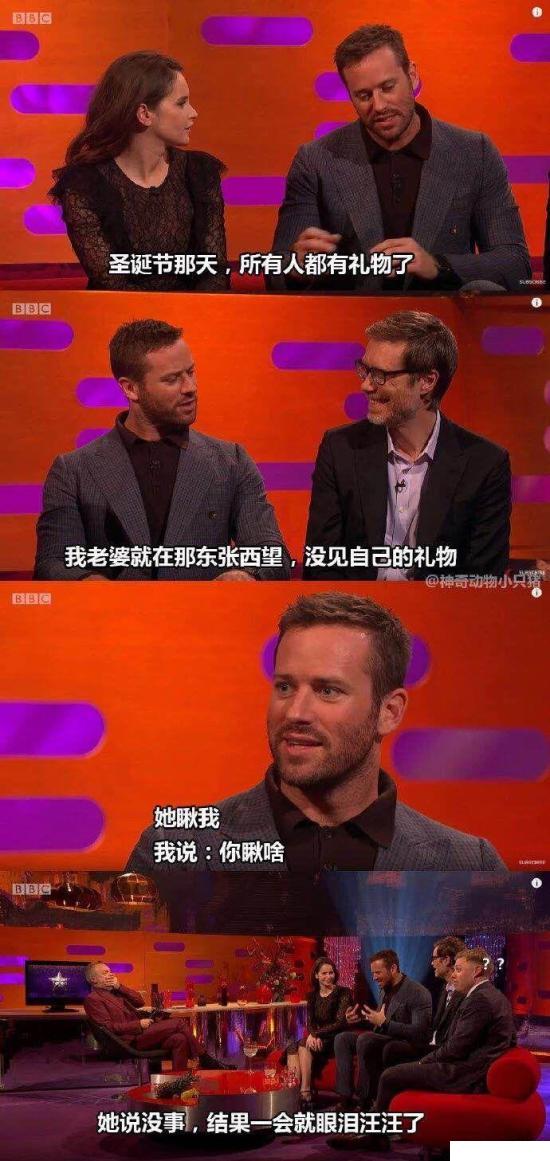 BBC
圣诞节那天，所有人都有礼物了
SUBSCRIBE
BBC
我老婆就在那东张西望，没见自己的礼物
SUBSCRIBE
@神奇动物小只猪
BBC
她瞅我
我说：你瞅啥
SUBSCRIBE
BBC
? ?
她说没事，结果一会就眼泪汪汪了